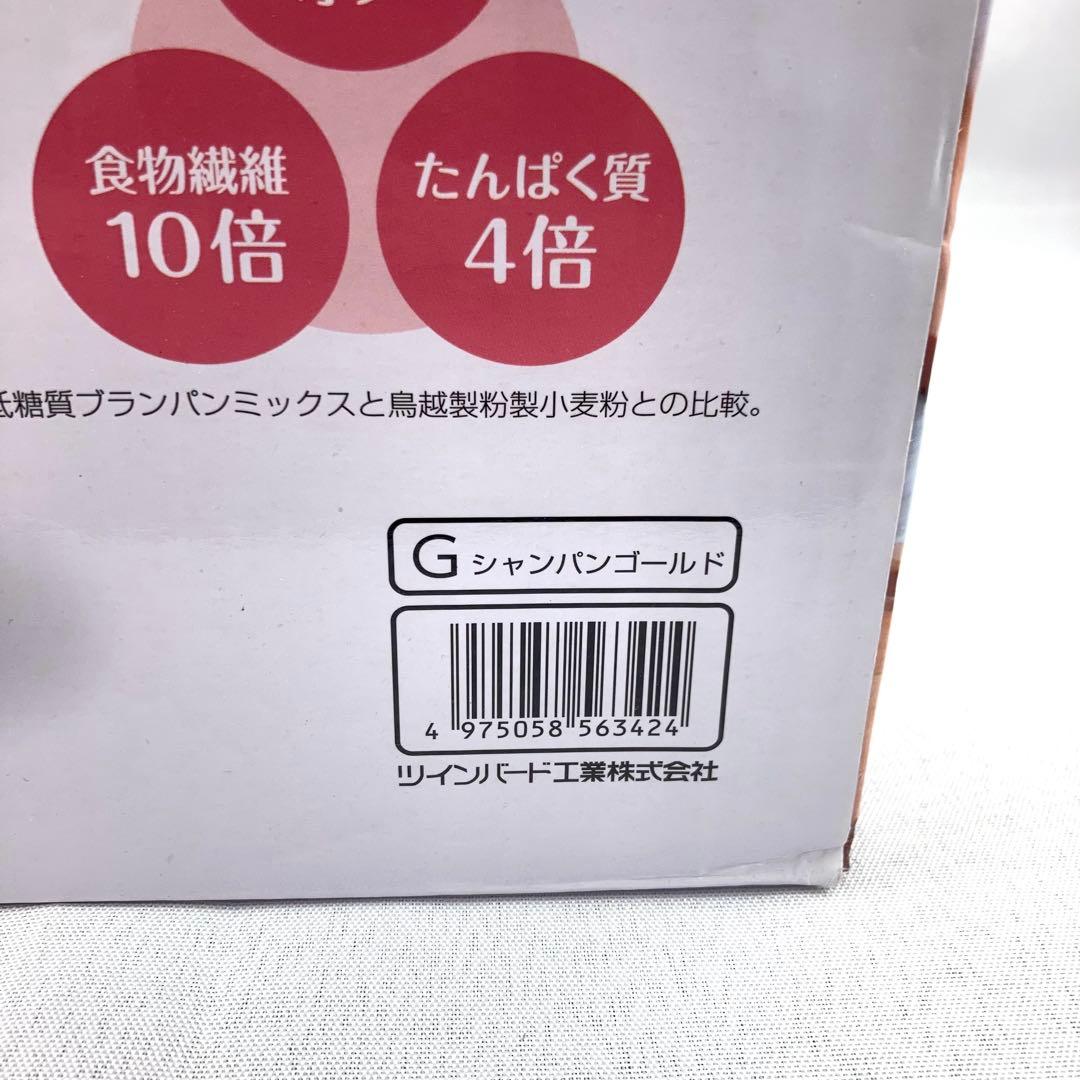 食物繊維
10倍
たんぱく質
4倍
糖質ブランパンミックスと鳥越製粉製小麦粉との比較。
G シャンパンゴールド
4 975058 563424
ツインバード工業株式会社